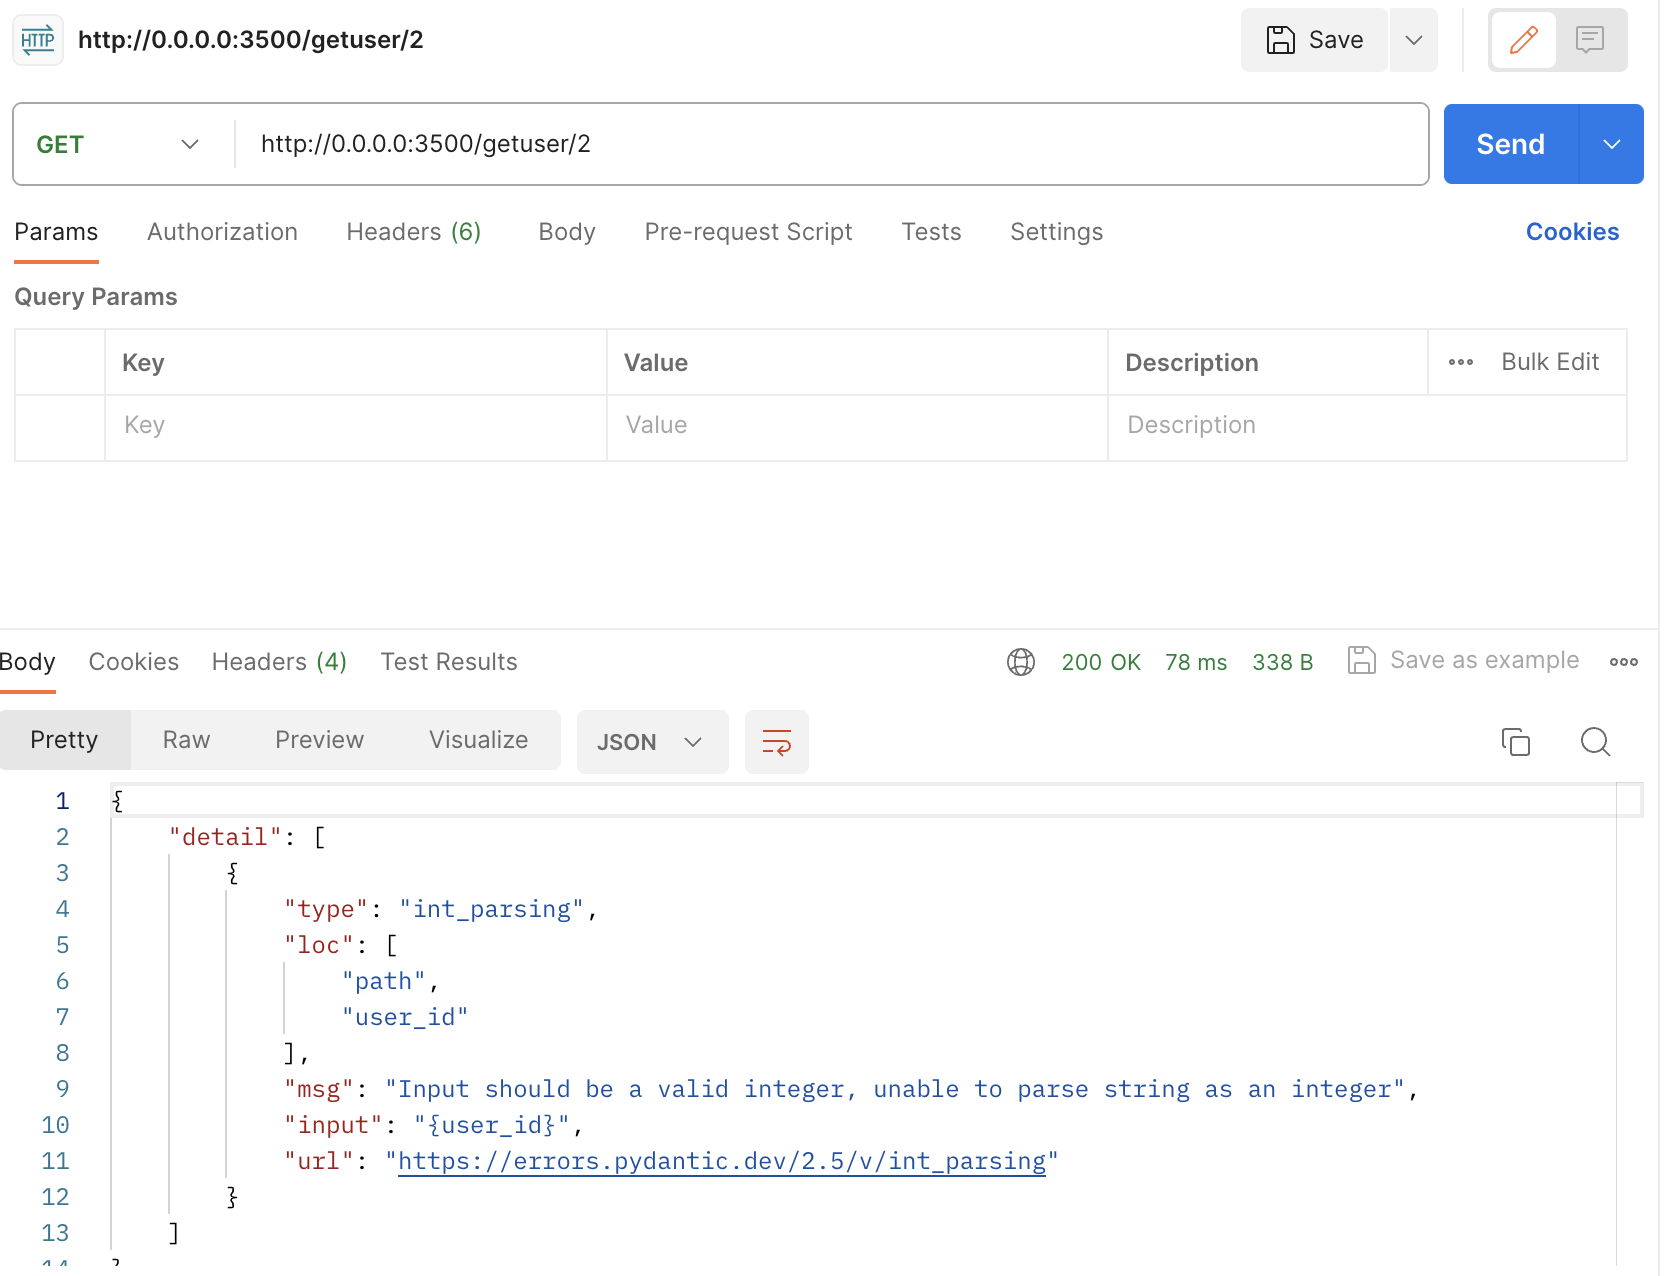 HTTP http://0.0.0.0:3500/getuser/2 Save
GET http://0.0.0.0:3500/getuser/2 Send
Params Authorization Headers (6) Body Pre-request Script Tests Settings Cookies
Query Params
Key Value Description Bulk Edit
Key Value Description
Body Cookies Headers (4) Test Results 200 OK 78 ms 338 B Save as example
Pretty Raw Preview Visualize JSON
1 {
2 "detail": [
3 {
4 "type": "int_parsing",
5 "loc": [
6 "path",
7 "user_id"
8 ],
9 "msg": "Input should be a valid integer, unable to parse string as an integer",
10 "input": "{user_id}",
11 "url": "https://errors.pydantic.dev/2.5/v/int_parsing"
12 }
13 ]
14 }